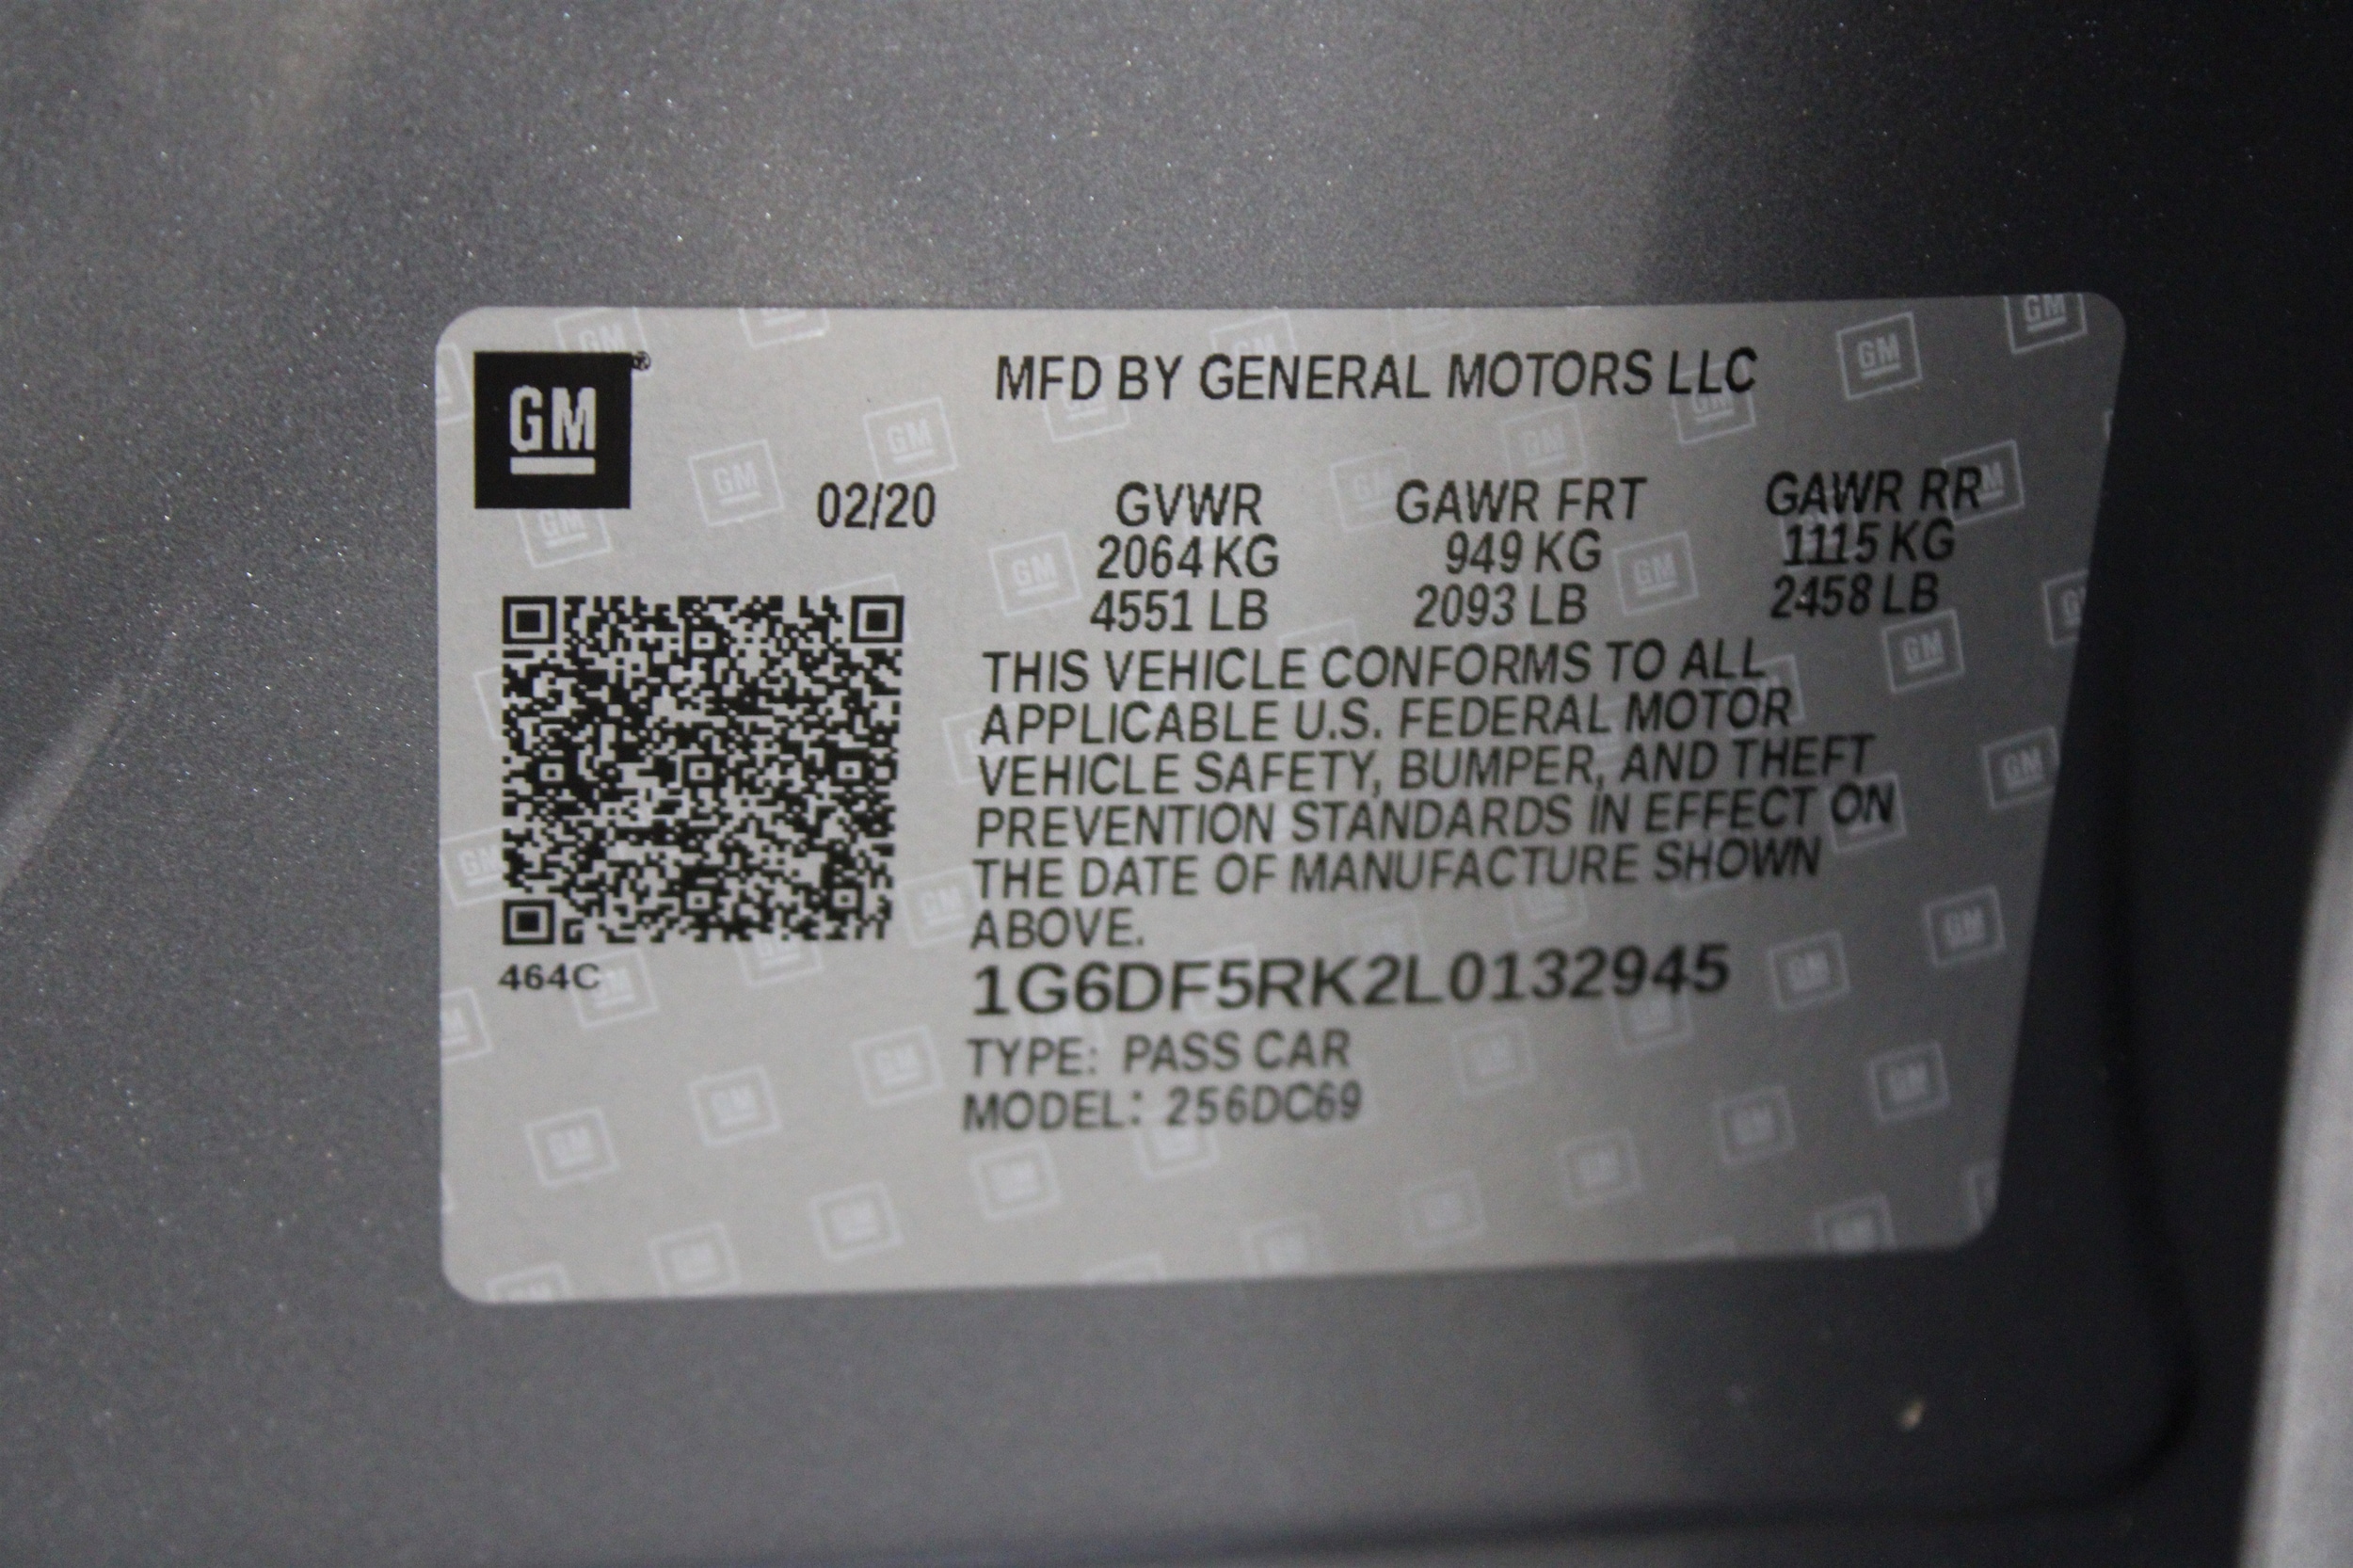 GM
MFD BY GENERAL MOTORS LLC
02/20
GVWR GAWR FRT GAWR RR
2064 KG 949 KG 1115 KG
4551 LB 2093 LB 2458 LB
THIS VEHICLE CONFORMS TO ALL
APPLICABLE U.S. FEDERAL MOTOR
VEHICLE SAFETY, BUMPER, AND THEFT
PREVENTION STANDARDS IN EFFECT ON
THE DATE OF MANUFACTURE SHOWN
ABOVE.
464C
1G6DF5RK2L0132945
TYPE: PASS CAR
MODEL: 256DC69